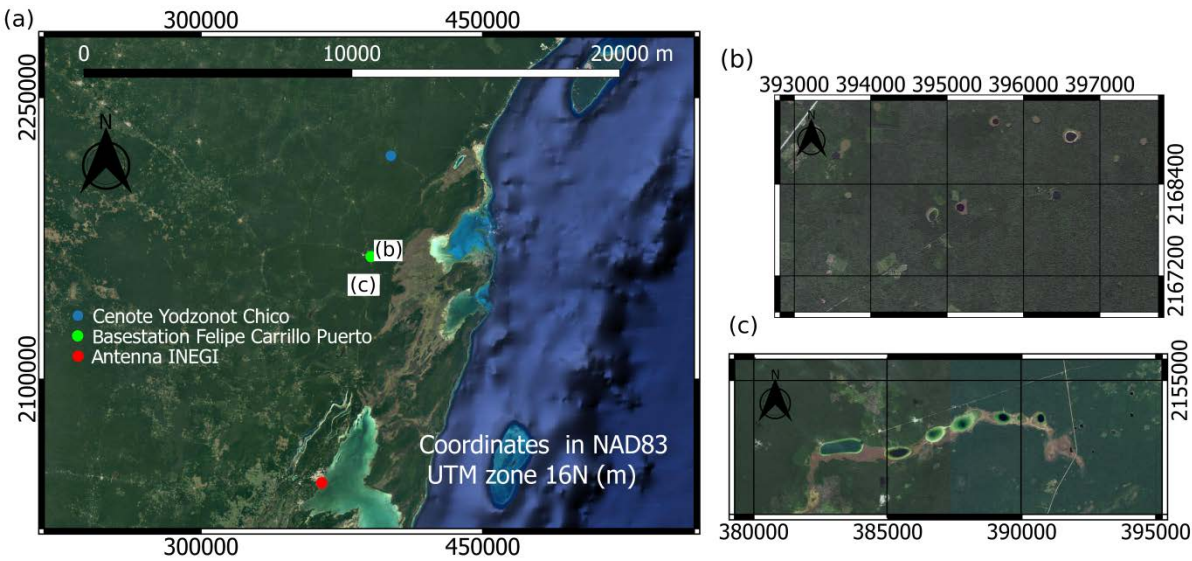 (a)
300000 450000
0 10000 20000 m
N
2250000
2100000
(b)
(c)
Cenote Yodzonot Chico
Basestation Felipe Carrillo Puerto
Antenna INEGI
Coordinates in NAD83
UTM zone 16N (m)
300000 450000
(b)
393000 394000 395000 396000 397000
N
2168400
2167200
(c)
N
2155000
380000 385000 390000 395000